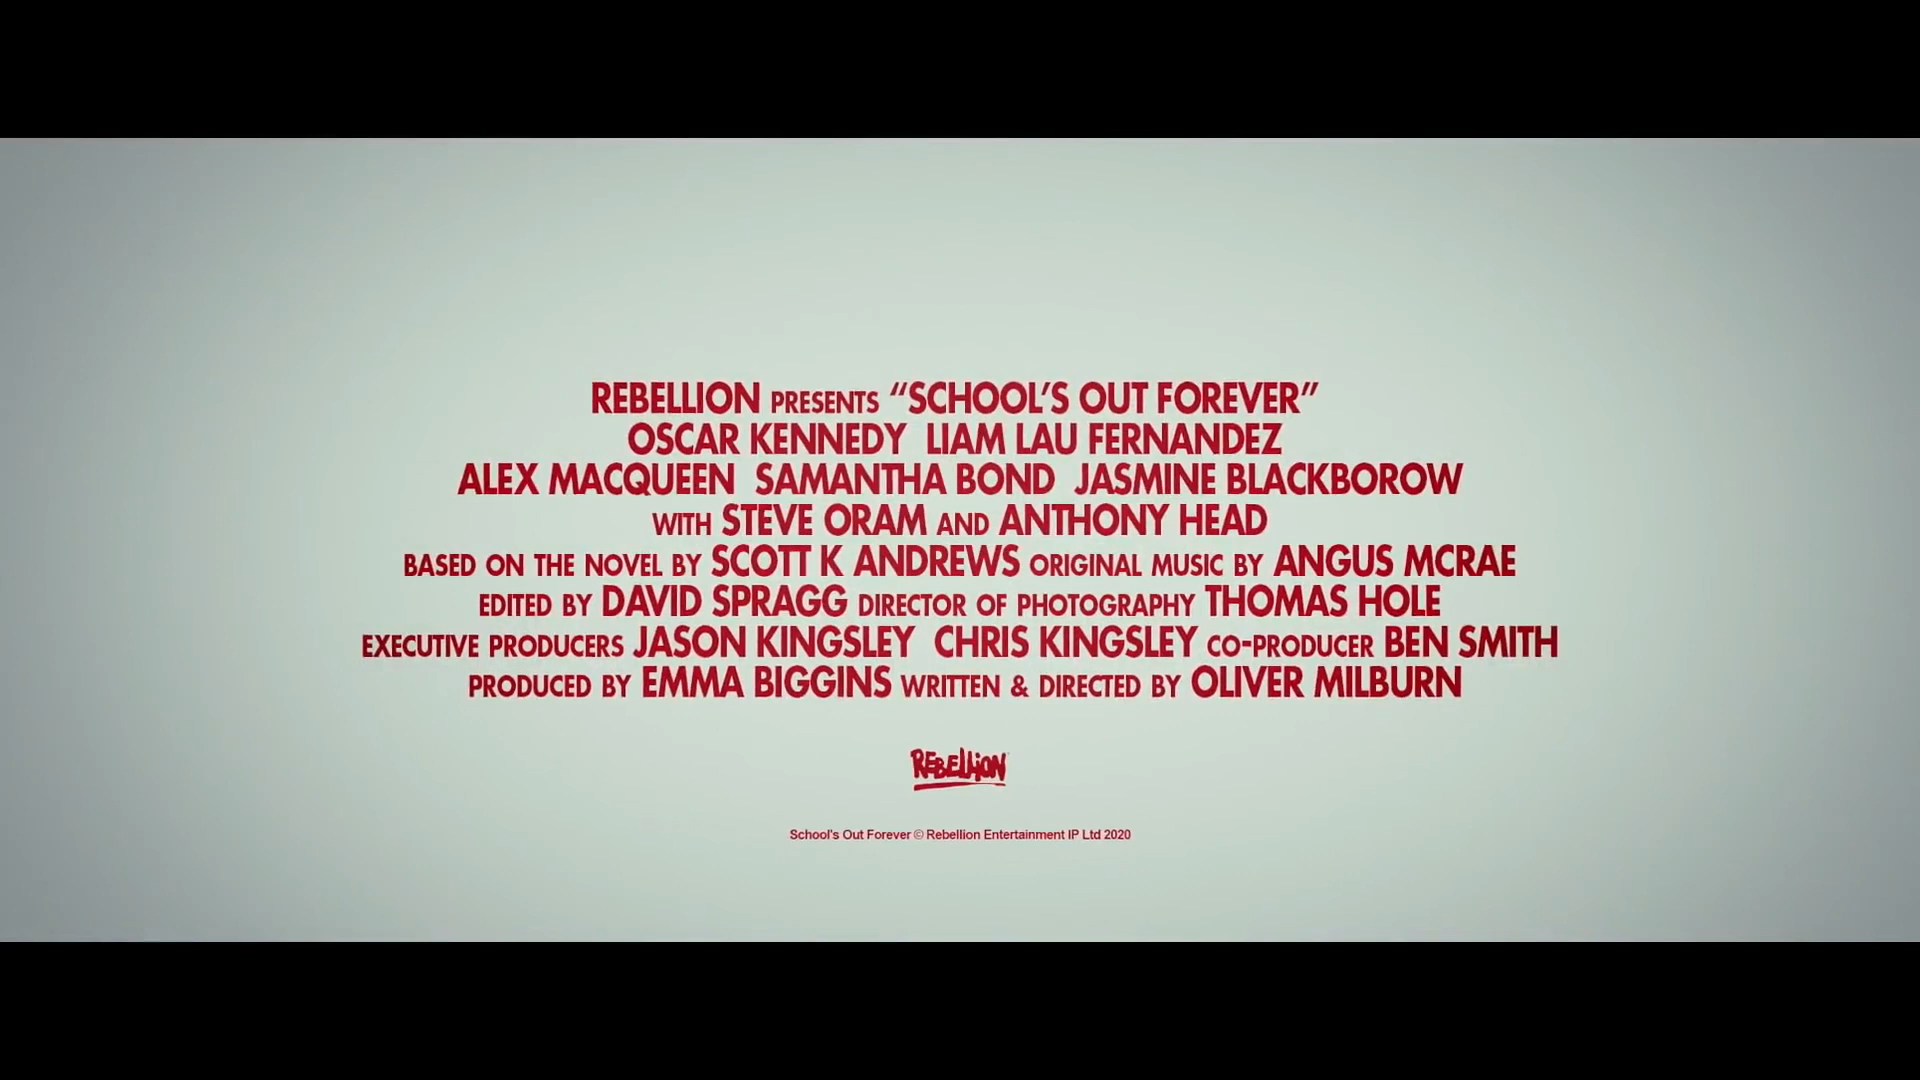 REBELLION PRESENTS “SCHOOL’S OUT FOREVER”
OSCAR KENNEDY LIAM LAU FERNANDEZ
ALEX MACQUEEN SAMANTHA BOND JASMINE BLACKBOROW
WITH STEVE ORAM AND ANTHONY HEAD
BASED ON THE NOVEL BY SCOTT K ANDREWS ORIGINAL MUSIC BY ANGUS MCRAE
EDITED BY DAVID SPRAGG DIRECTOR OF PHOTOGRAPHY THOMAS HOLE
EXECUTIVE PRODUCERS JASON KINGSLEY CHRIS KINGSLEY CO-PRODUCER BEN SMITH
PRODUCED BY EMMA BIGGINS WRITTEN & DIRECTED BY OLIVER MILBURN
REBELLION
School's Out Forever © Rebellion Entertainment IP Ltd 2020